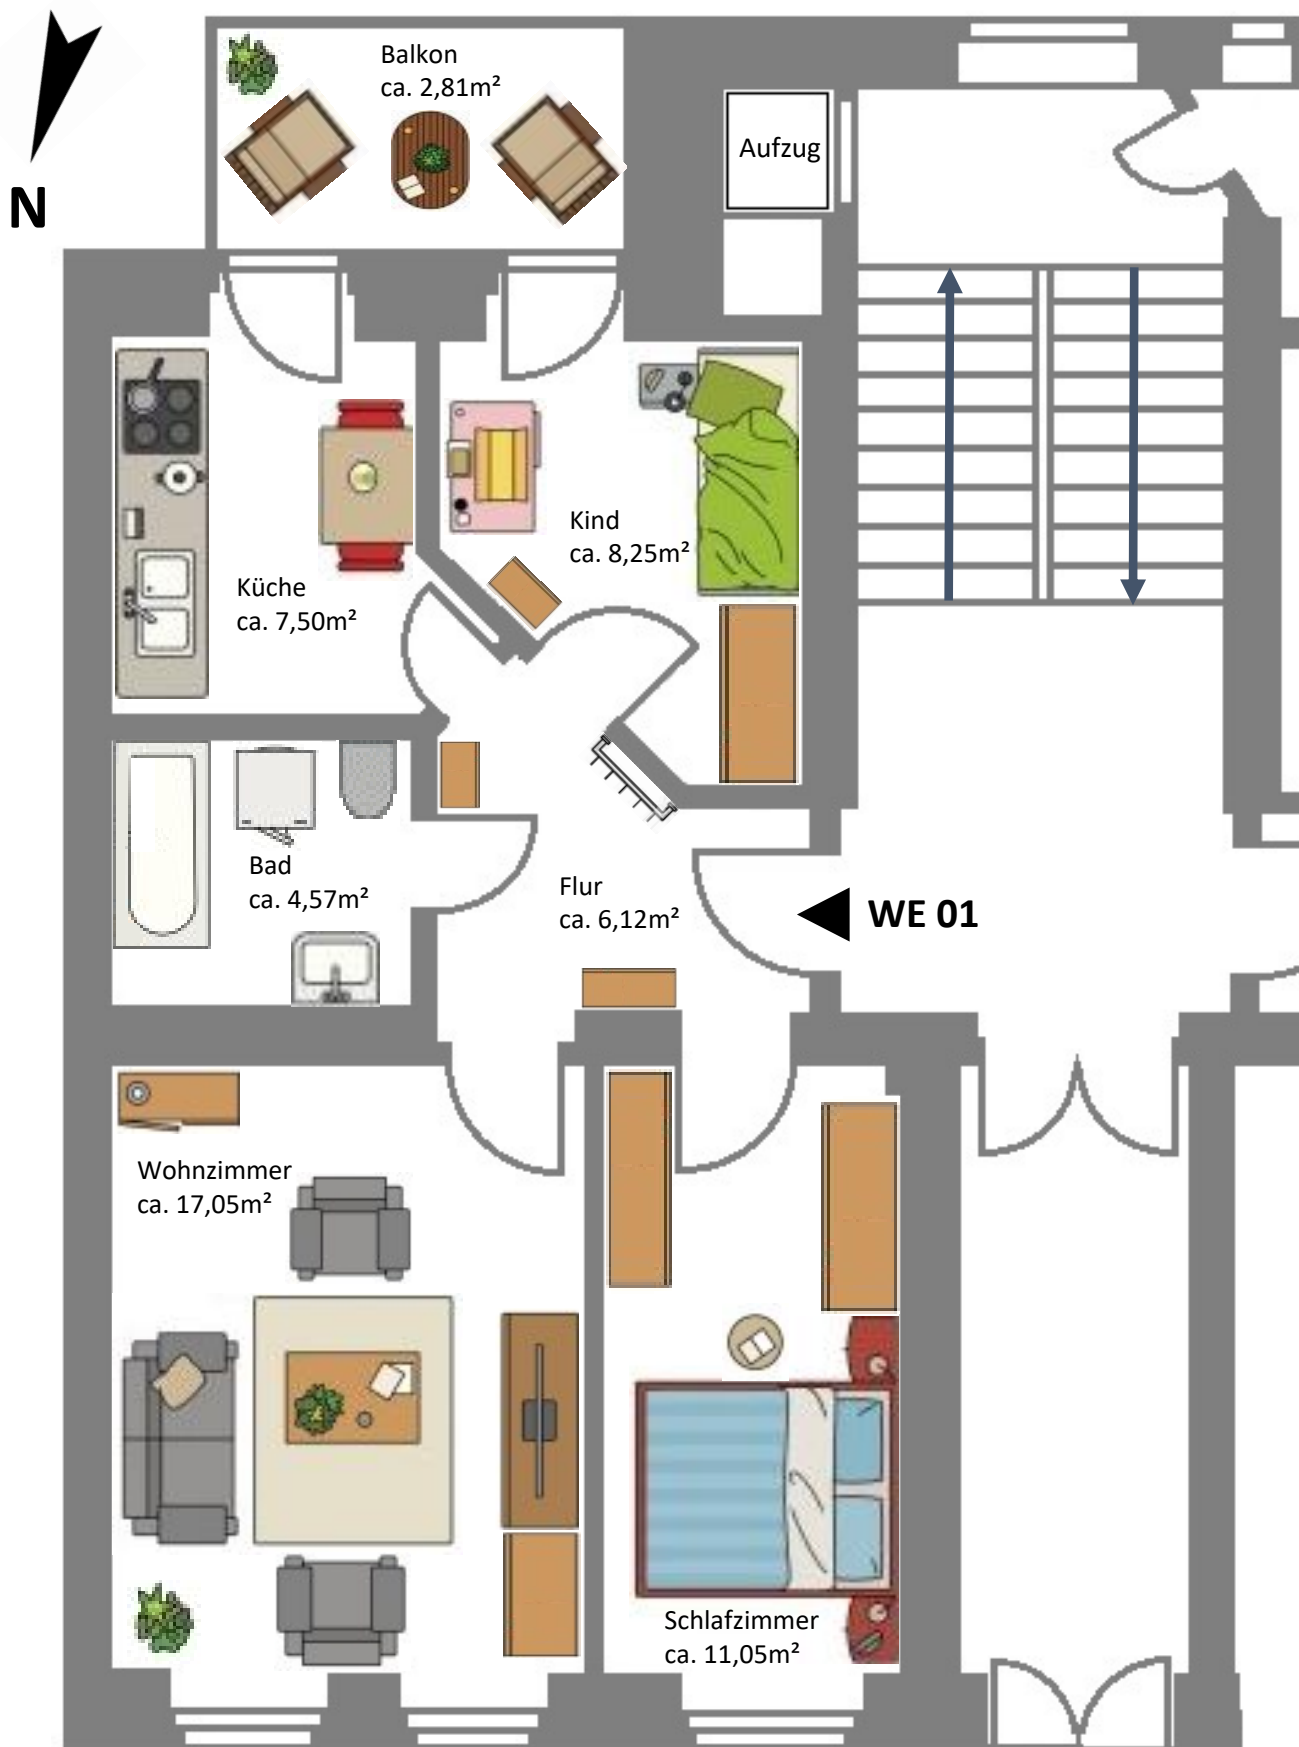 Balkon
ca. 2,81m²
Aufzug
N
Kind
ca. 8,25m²
Küche
ca. 7,50m²
Bad
ca. 4,57m²
Flur
ca. 6,12m²
WE 01
Wohnzimmer
ca. 17,05m²
Schlafzimmer
ca. 11,05m²